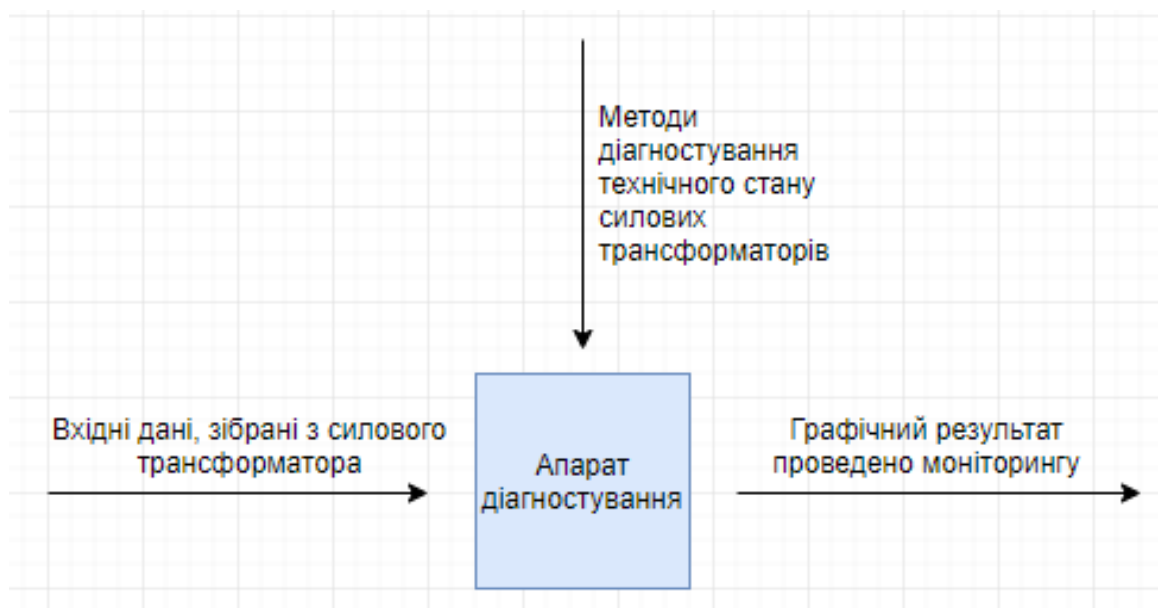 Методи
діагностування
технічного стану
силових
трансформаторів
Вхідні дані, зібрані з силового
трансформатора
Апарат
діагностування
Графічний результат
проведено моніторингу